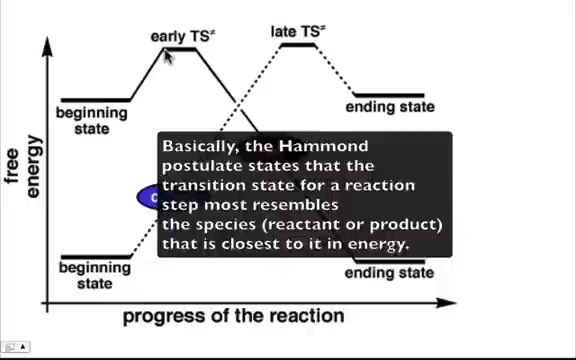 early TS≠
late TS≠
beginning
state
ending state
free
energy
Basically, the Hammond
postulate states that the
transition state for a reaction
step most resembles
the species (reactant or product)
that is closest to it in energy.
beginning
state
ending state
progress of the reaction